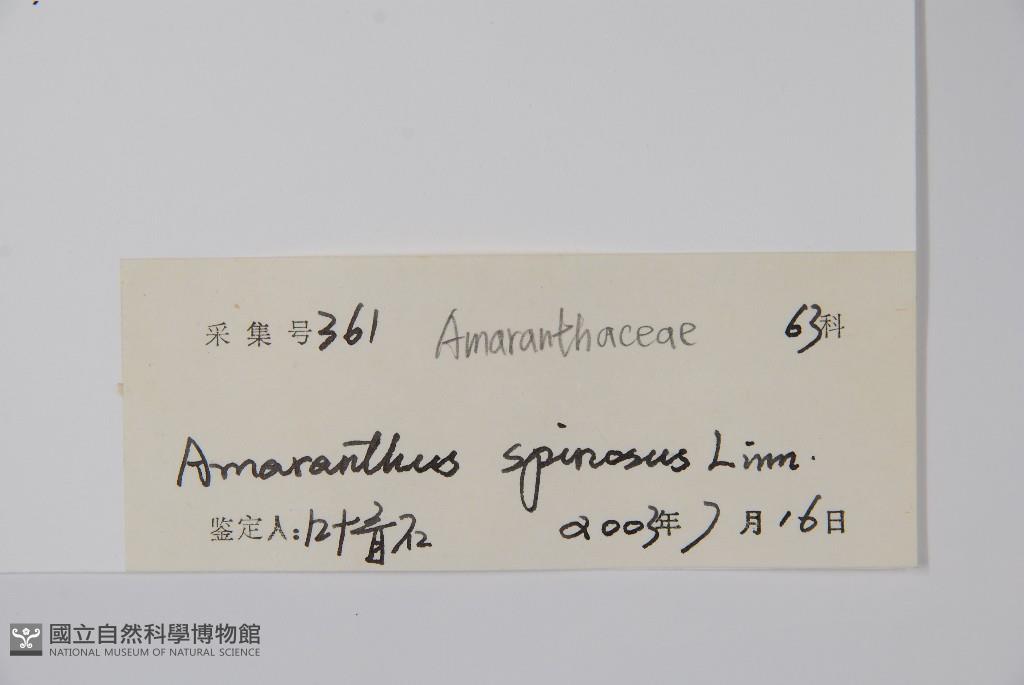 采集号361 Amaranthaceae 63科
Amaranthus spinosus Linn.
鉴定人:叶育石 2003年7月16日
國立自然科學博物館
NATIONAL MUSEUM OF NATURAL SCIENCE